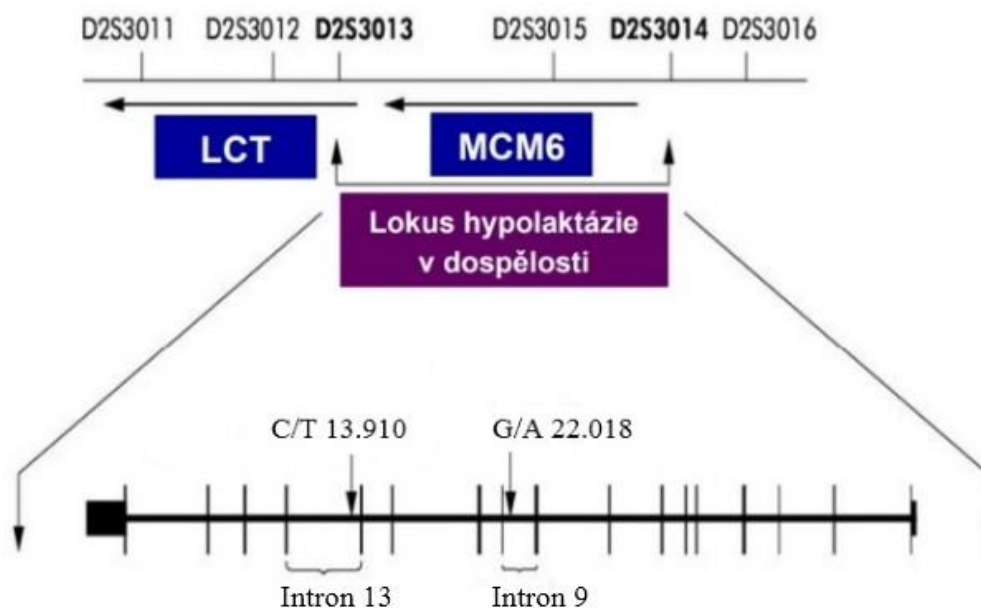 D2S3011 D2S3012 D2S3013 D2S3015 D2S3014 D2S3016
LCT MCM6
Lokus hypolaktázie
v dospělosti
C/T 13.910 G/A 22.018
Intron 13 Intron 9